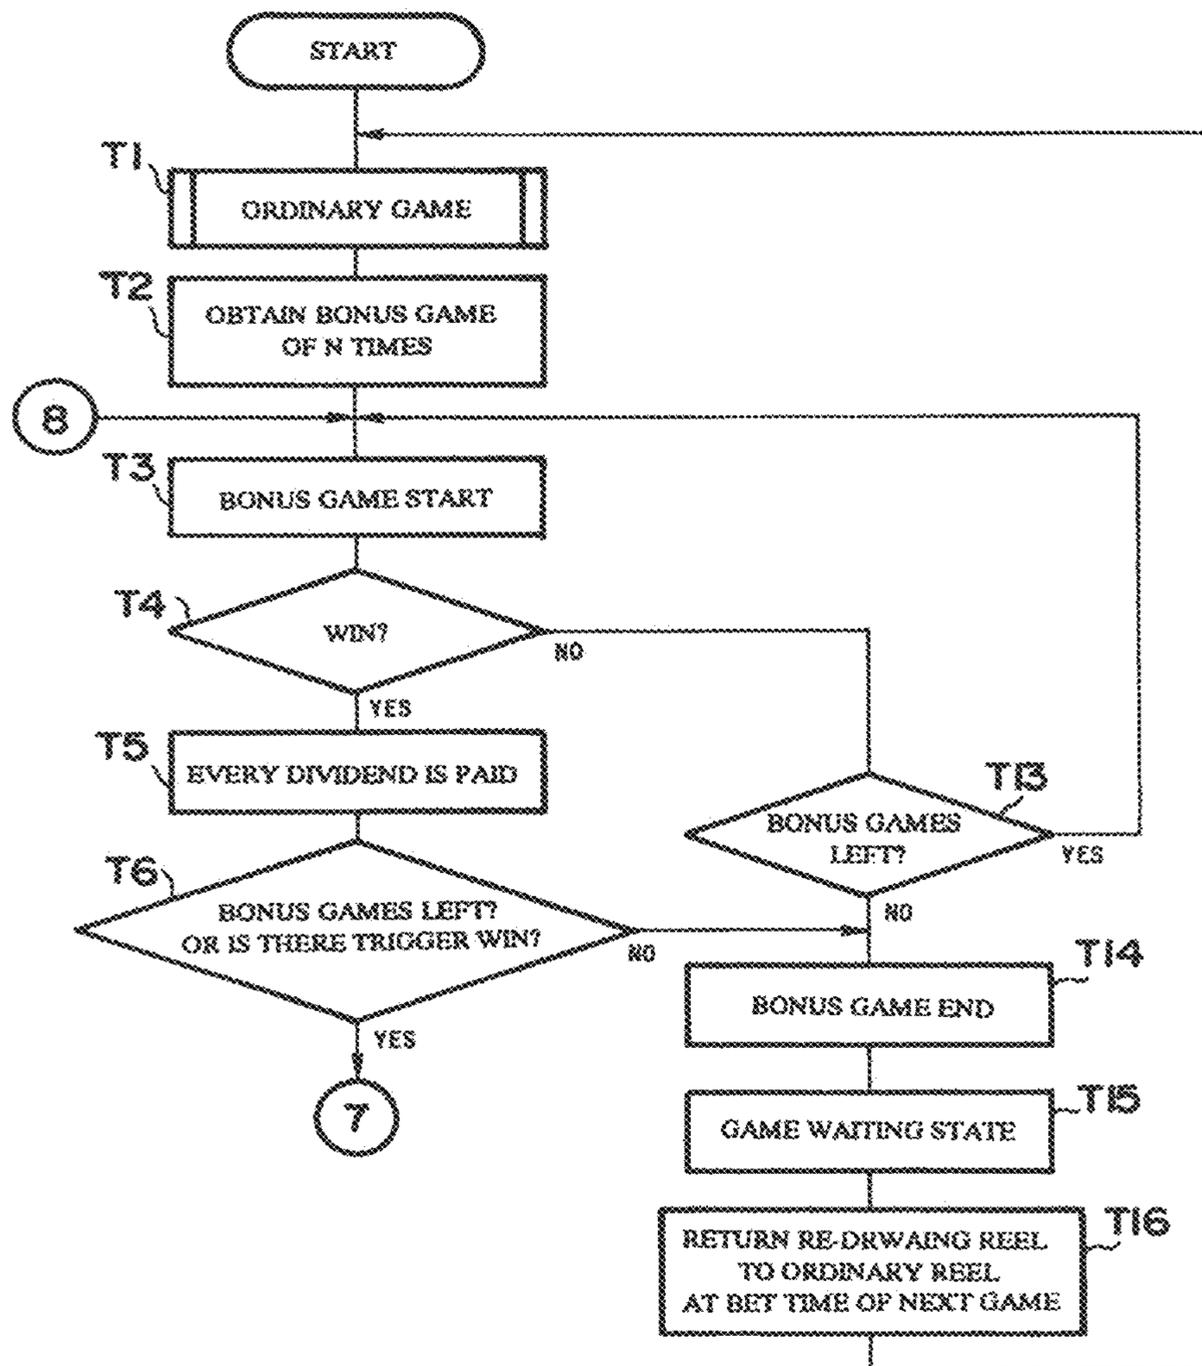 START
T1
ORDINARY GAME
T2
OBTAIN BONUS GAME
OF N TIMES
8
T3
BONUS GAME START
T4
WIN?
NO
YES
T5
EVERY DIVIDEND IS PAID
T13
BONUS GAMES
LEFT?
YES
NO
T6
BONUS GAMES LEFT?
OR IS THERE TRIGGER WIN?
NO
YES
7
T14
BONUS GAME END
T15
GAME WAITING STATE
T16
RETURN RE-DRWAING REEL
TO ORDINARY REEL
AT BET TIME OF NEXT GAME